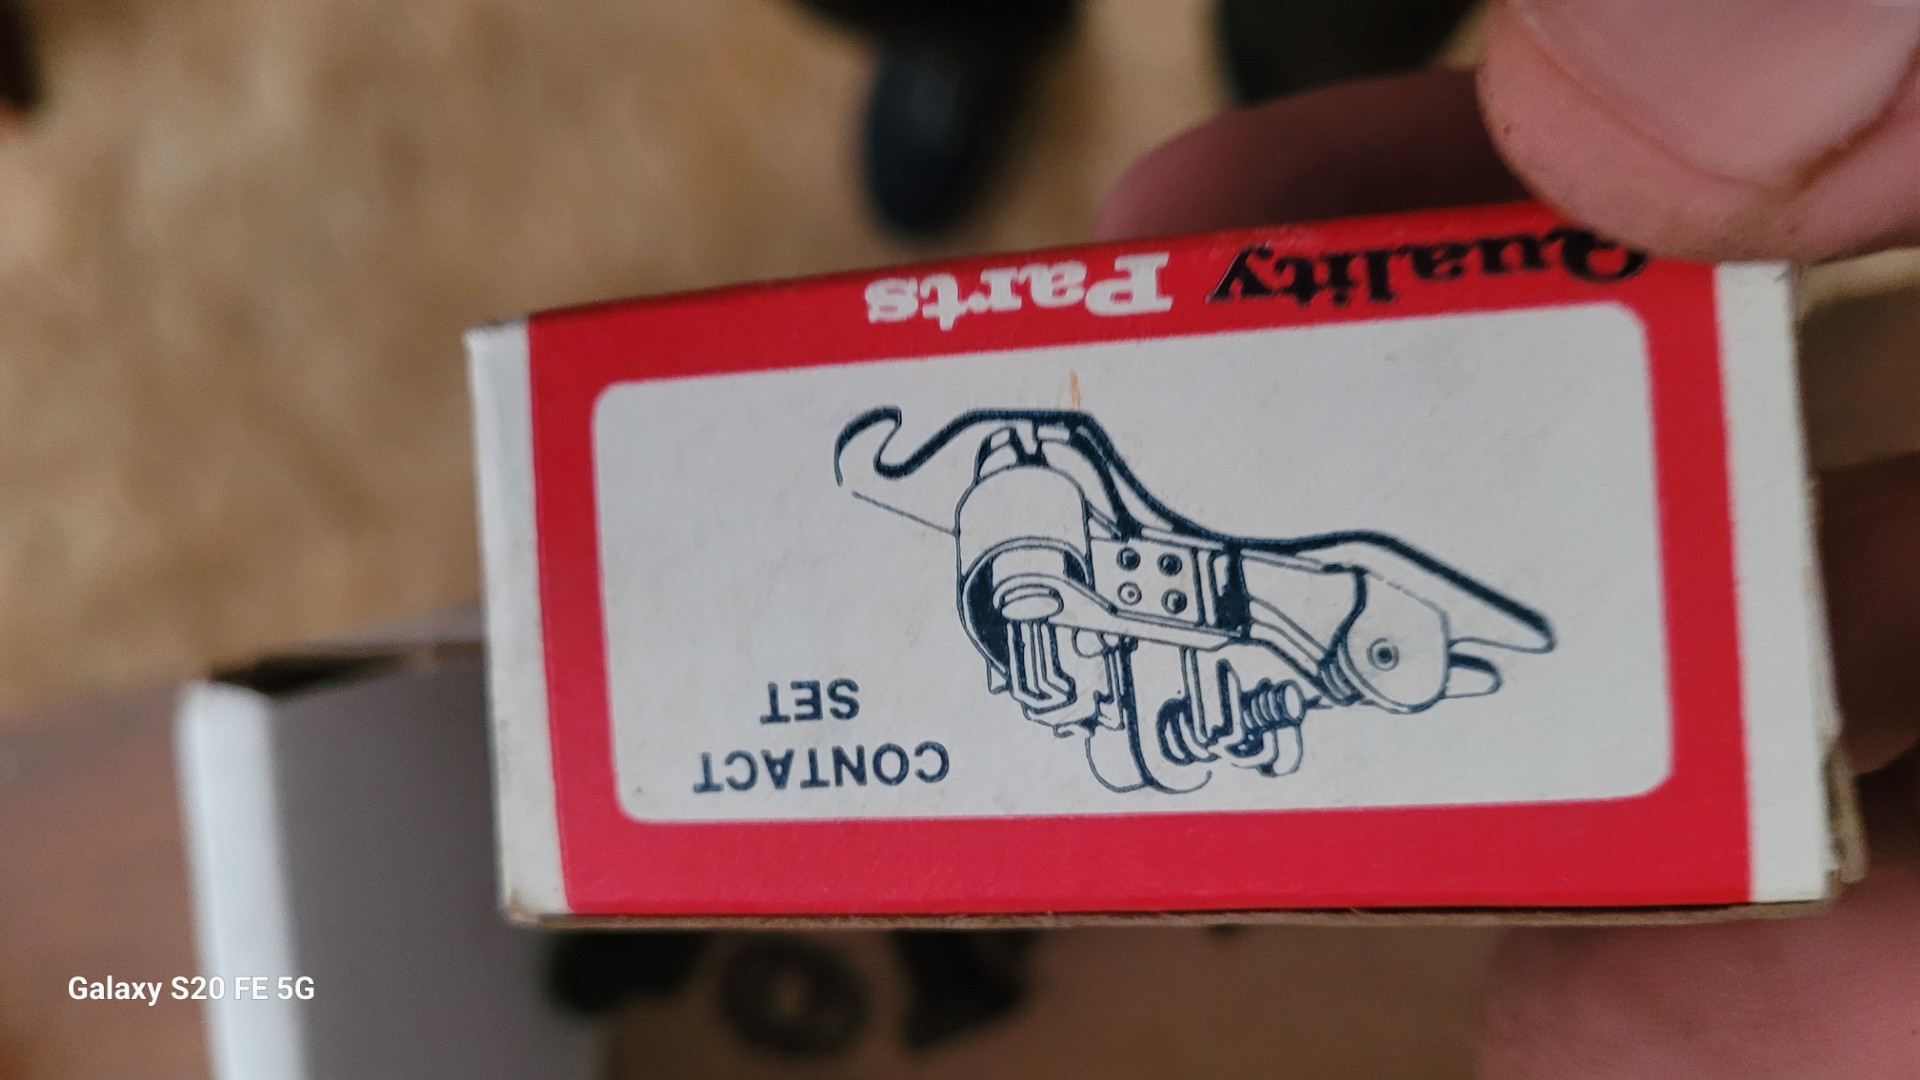 Quality Parts
CONTACT
SET
Galaxy S20 FE 5G